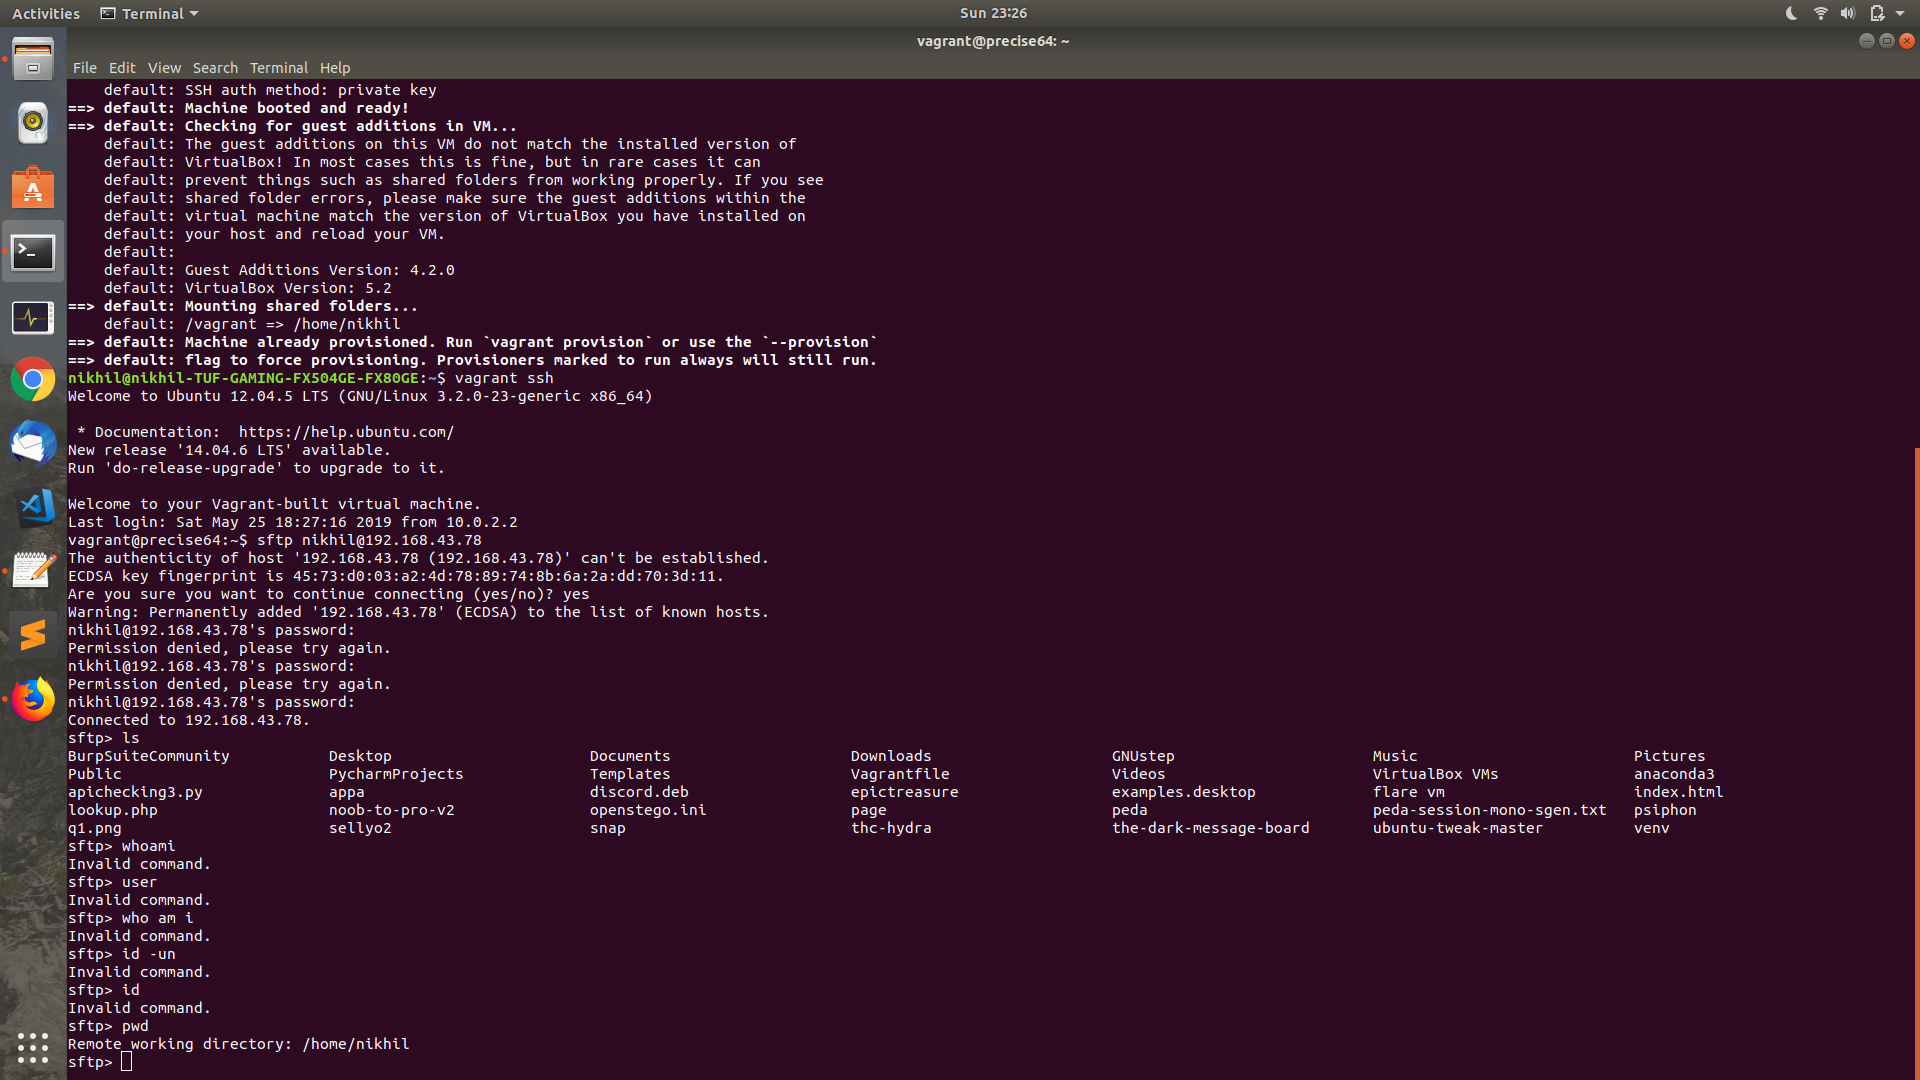 Activities Terminal Sun 23:26
vagrant@precise64: ~
File Edit View Search Terminal Help
default: SSH auth method: private key
==> default: Machine booted and ready!
==> default: Checking for guest additions in VM...
default: The guest additions on this VM do not match the installed version of
default: VirtualBox! In most cases this is fine, but in rare cases it can
default: prevent things such as shared folders from working properly. If you see
default: shared folder errors, please make sure the guest additions within the
default: virtual machine match the version of VirtualBox you have installed on
default: your host and reload your VM.
default:
default: Guest Additions Version: 4.2.0
default: VirtualBox Version: 5.2
==> default: Mounting shared folders...
default: /vagrant => /home/nikhil
==> default: Machine already provisioned. Run `vagrant provision` or use the `--provision`
==> default: flag to force provisioning. Provisioners marked to run always will still run.
nikhil@nikhil-TUF-GAMING-FX504GE-FX80GE:~$ vagrant ssh
Welcome to Ubuntu 12.04.5 LTS (GNU/Linux 3.2.0-23-generic x86_64)
* Documentation: https://help.ubuntu.com/
New release '14.04.6 LTS' available.
Run 'do-release-upgrade' to upgrade to it.
Welcome to your Vagrant-built virtual machine.
Last login: Sat May 25 18:27:16 2019 from 10.0.2.2
vagrant@precise64:~$ sftp nikhil@192.168.43.78
The authenticity of host '192.168.43.78 (192.168.43.78)' can't be established.
ECDSA key fingerprint is 45:73:d0:03:a2:4d:78:89:74:8b:6a:2a:dd:70:3d:11.
Are you sure you want to continue connecting (yes/no)? yes
Warning: Permanently added '192.168.43.78' (ECDSA) to the list of known hosts.
nikhil@192.168.43.78's password:
Permission denied, please try again.
nikhil@192.168.43.78's password:
Permission denied, please try again.
nikhil@192.168.43.78's password:
Connected to 192.168.43.78.
sftp> ls
BurpSuiteCommunity Desktop Documents Downloads GNUstep Music Pictures
Public PycharmProjects Templates Vagrantfile Videos VirtualBox VMs anaconda3
apichecking3.py appa discord.deb epictreasure examples.desktop flare vm index.html
lookup.php noob-to-pro-v2 openstego.ini page peda peda-session-mono-sgen.txt psiphon
q1.png sellyo2 snap thc-hydra the-dark-message-board ubuntu-tweak-master venv
sftp> whoami
Invalid command.
sftp> user
Invalid command.
sftp> who am i
Invalid command.
sftp> id -un
Invalid command.
sftp> id
Invalid command.
sftp> pwd
Remote working directory: /home/nikhil
sftp>